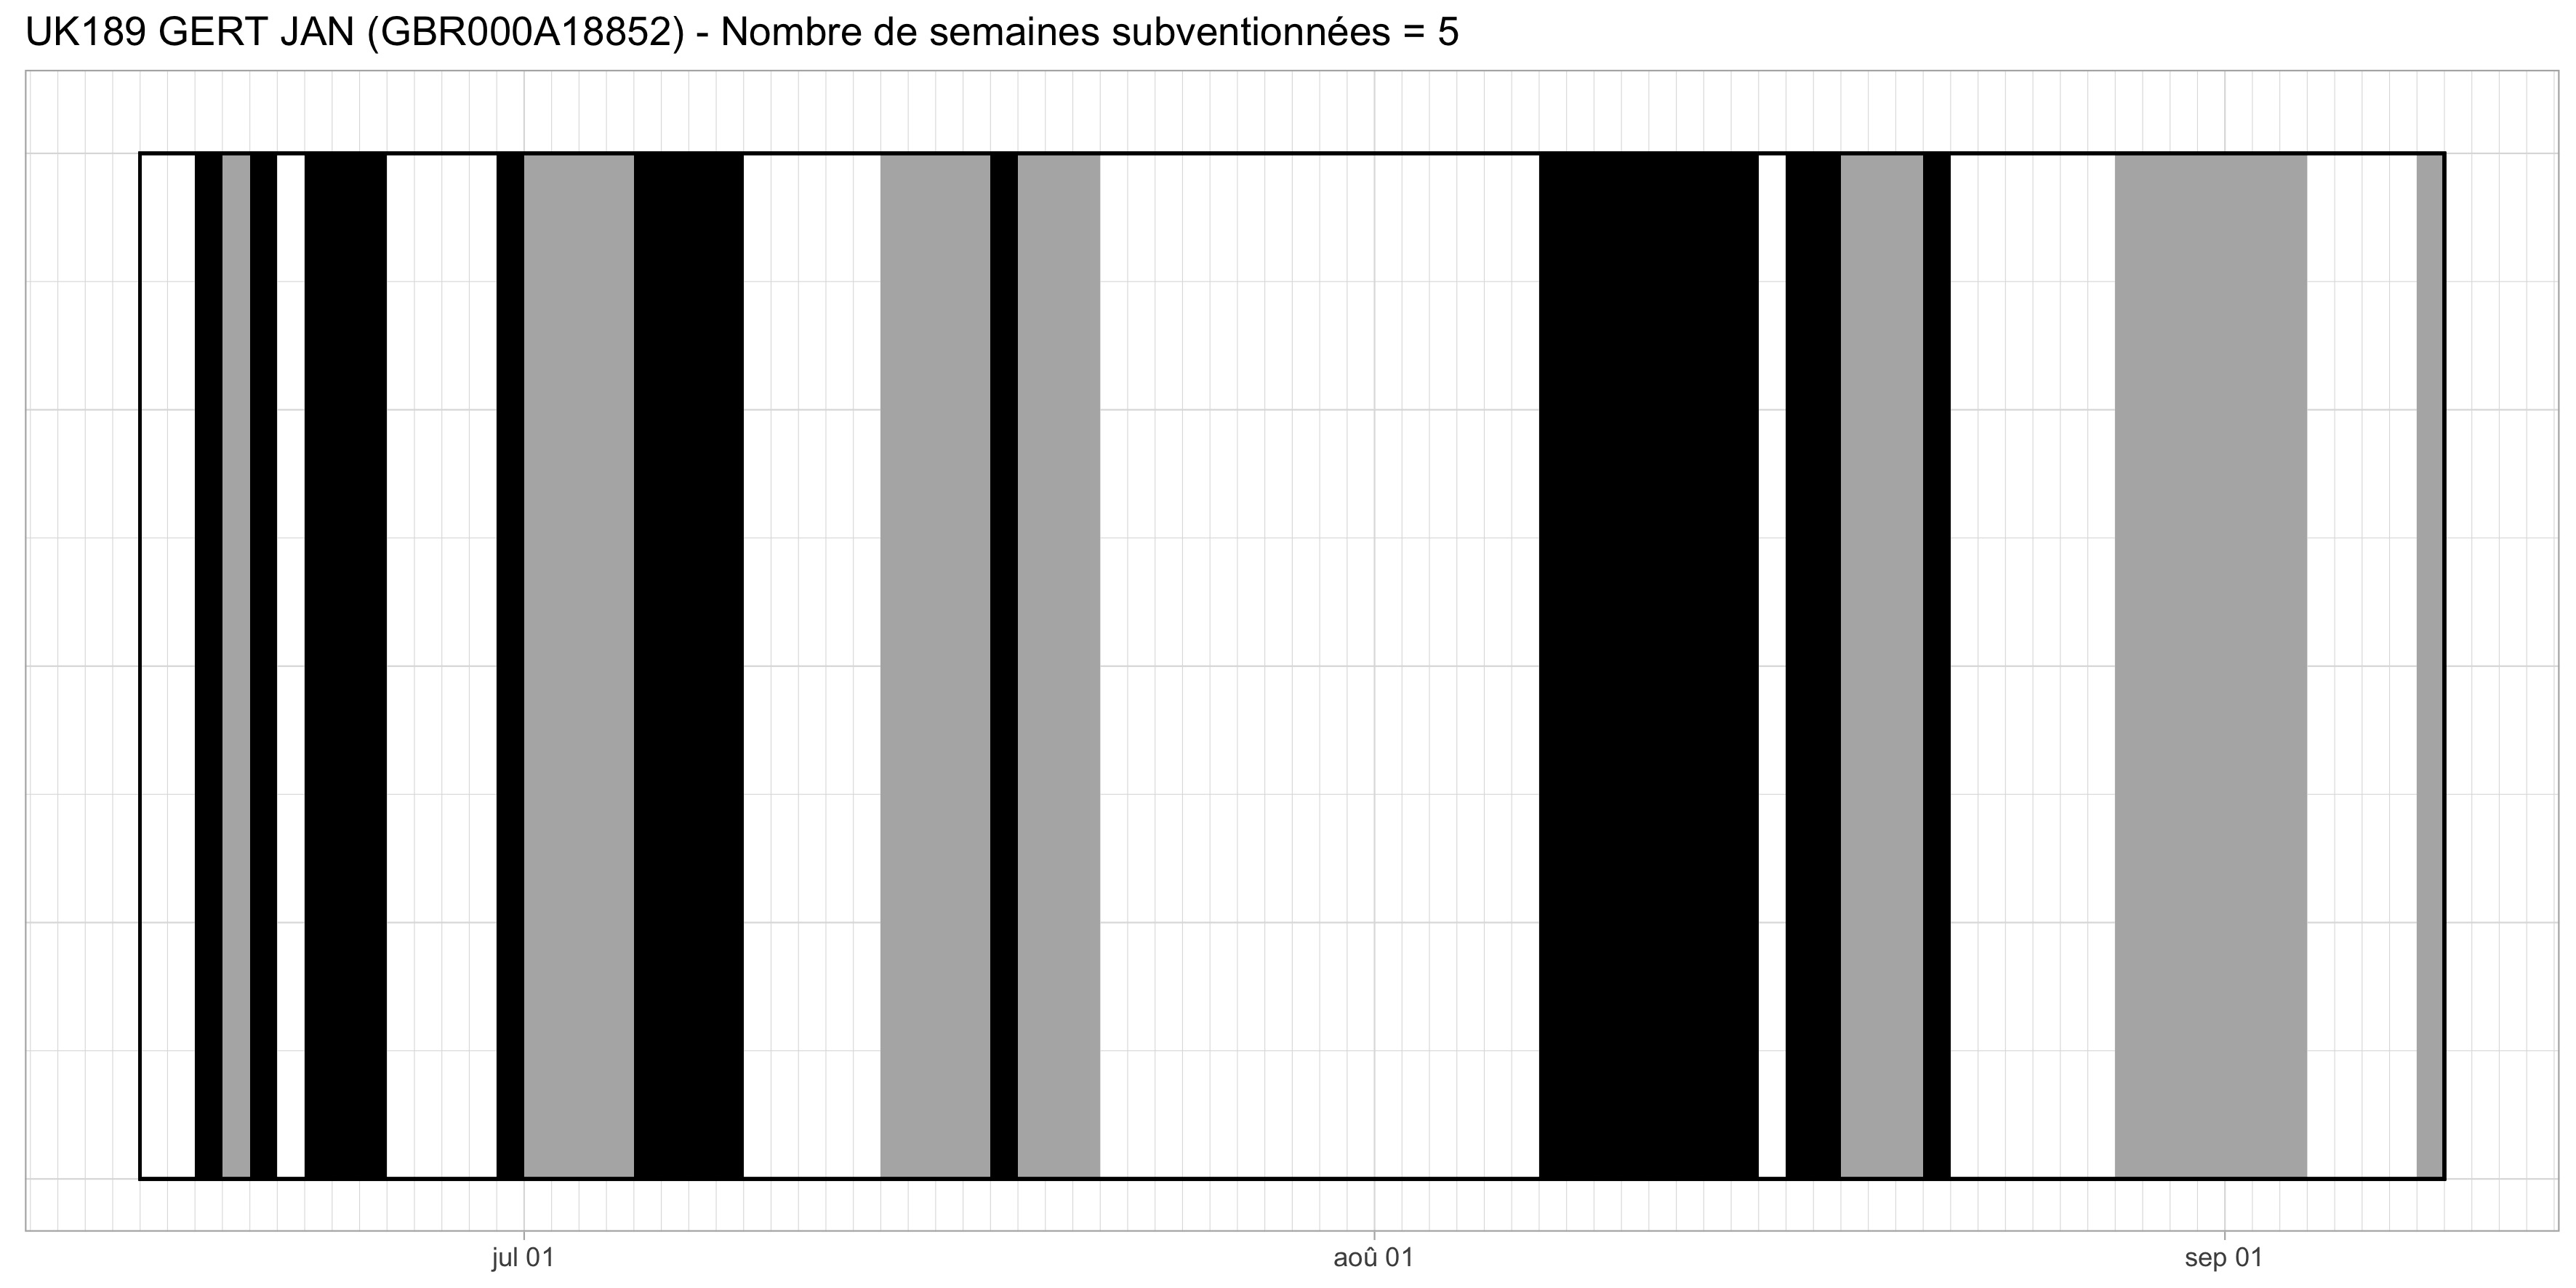 UK189 GERT JAN (GBR000A18852) - Nombre de semaines subventionnées = 5
jul 01
aoû 01
sep 01